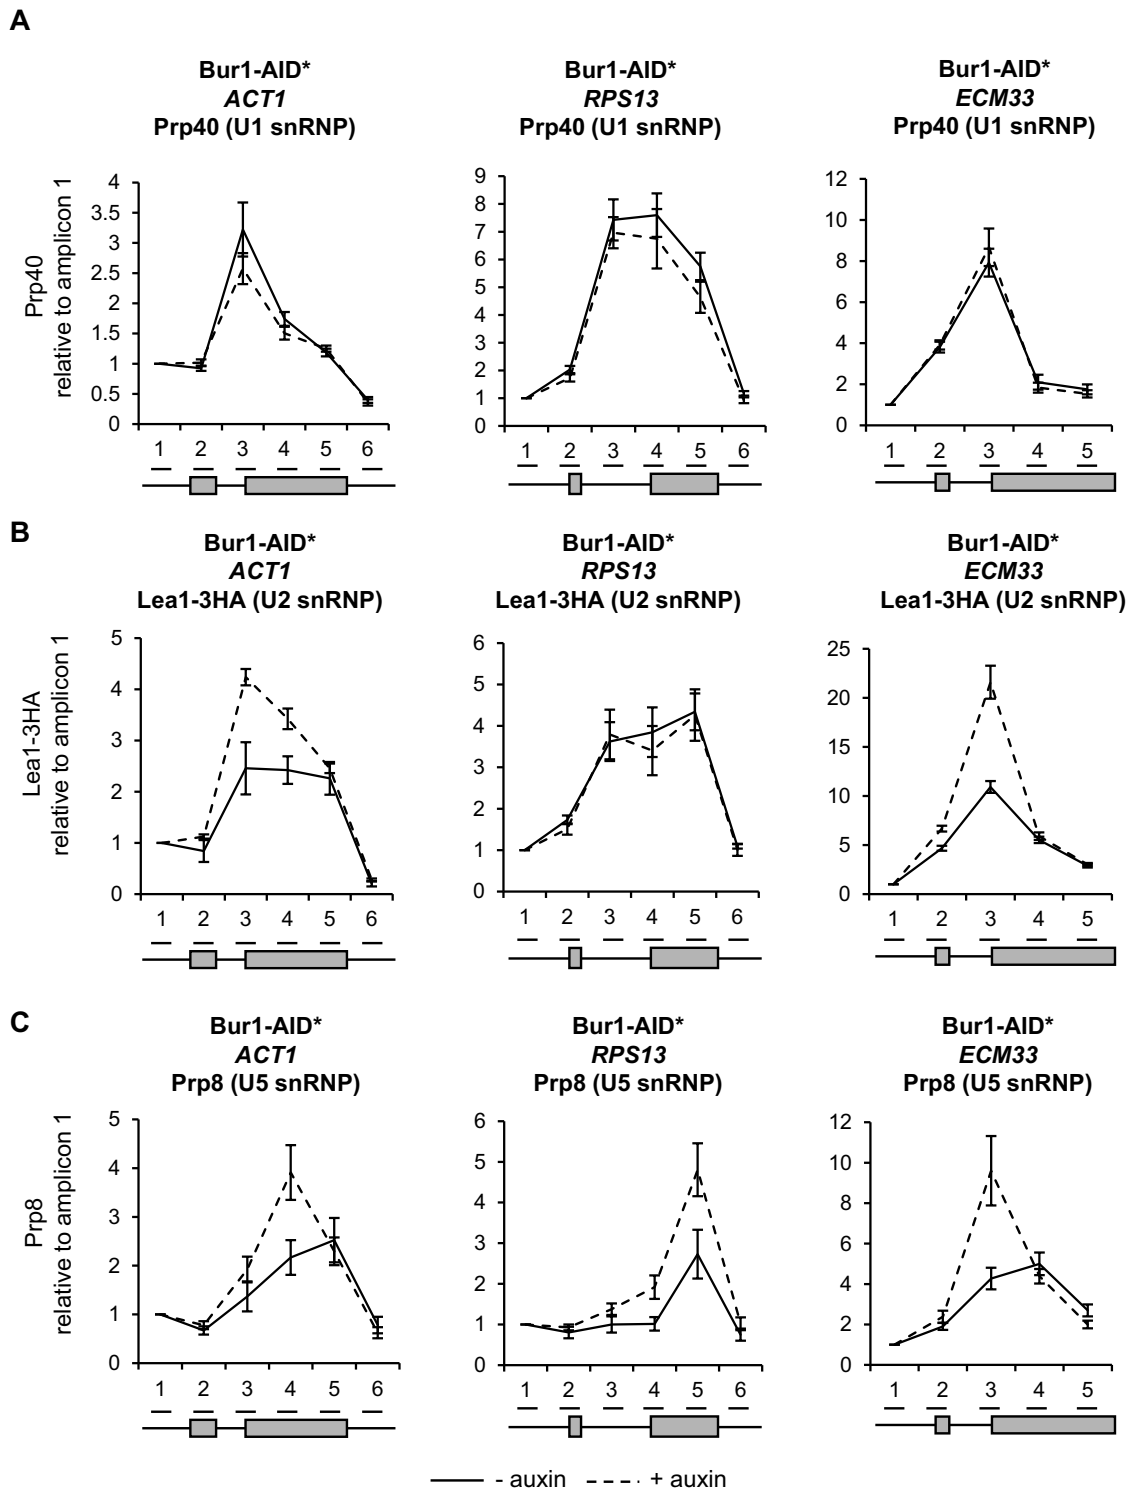 A
Bur1-AID*
ACT1
Prp40 (U1 snRNP)
Prp40
relative to amplicon 1
4
3.5
3
2.5
2
1.5
1
0.5
0
1 2 3 4 5 6
Bur1-AID*
RPS13
Prp40 (U1 snRNP)
9
8
7
6
5
4
3
2
1
0
1 2 3 4 5 6
Bur1-AID*
ECM33
Prp40 (U1 snRNP)
12
10
8
6
4
2
0
1 2 3 4 5
B
Bur1-AID*
ACT1
Lea1-3HA (U2 snRNP)
Lea1-3HA
relative to amplicon 1
5
4
3
2
1
0
1 2 3 4 5 6
Bur1-AID*
RPS13
Lea1-3HA (U2 snRNP)
6
5
4
3
2
1
0
1 2 3 4 5 6
Bur1-AID*
ECM33
Lea1-3HA (U2 snRNP)
25
20
15
10
5
0
1 2 3 4 5
C
Bur1-AID*
ACT1
Prp8 (U5 snRNP)
Prp8
relative to amplicon 1
5
4
3
2
1
0
1 2 3 4 5 6
Bur1-AID*
RPS13
Prp8 (U5 snRNP)
6
5
4
3
2
1
0
1 2 3 4 5 6
Bur1-AID*
ECM33
Prp8 (U5 snRNP)
12
10
8
6
4
2
0
1 2 3 4 5
- auxin + auxin